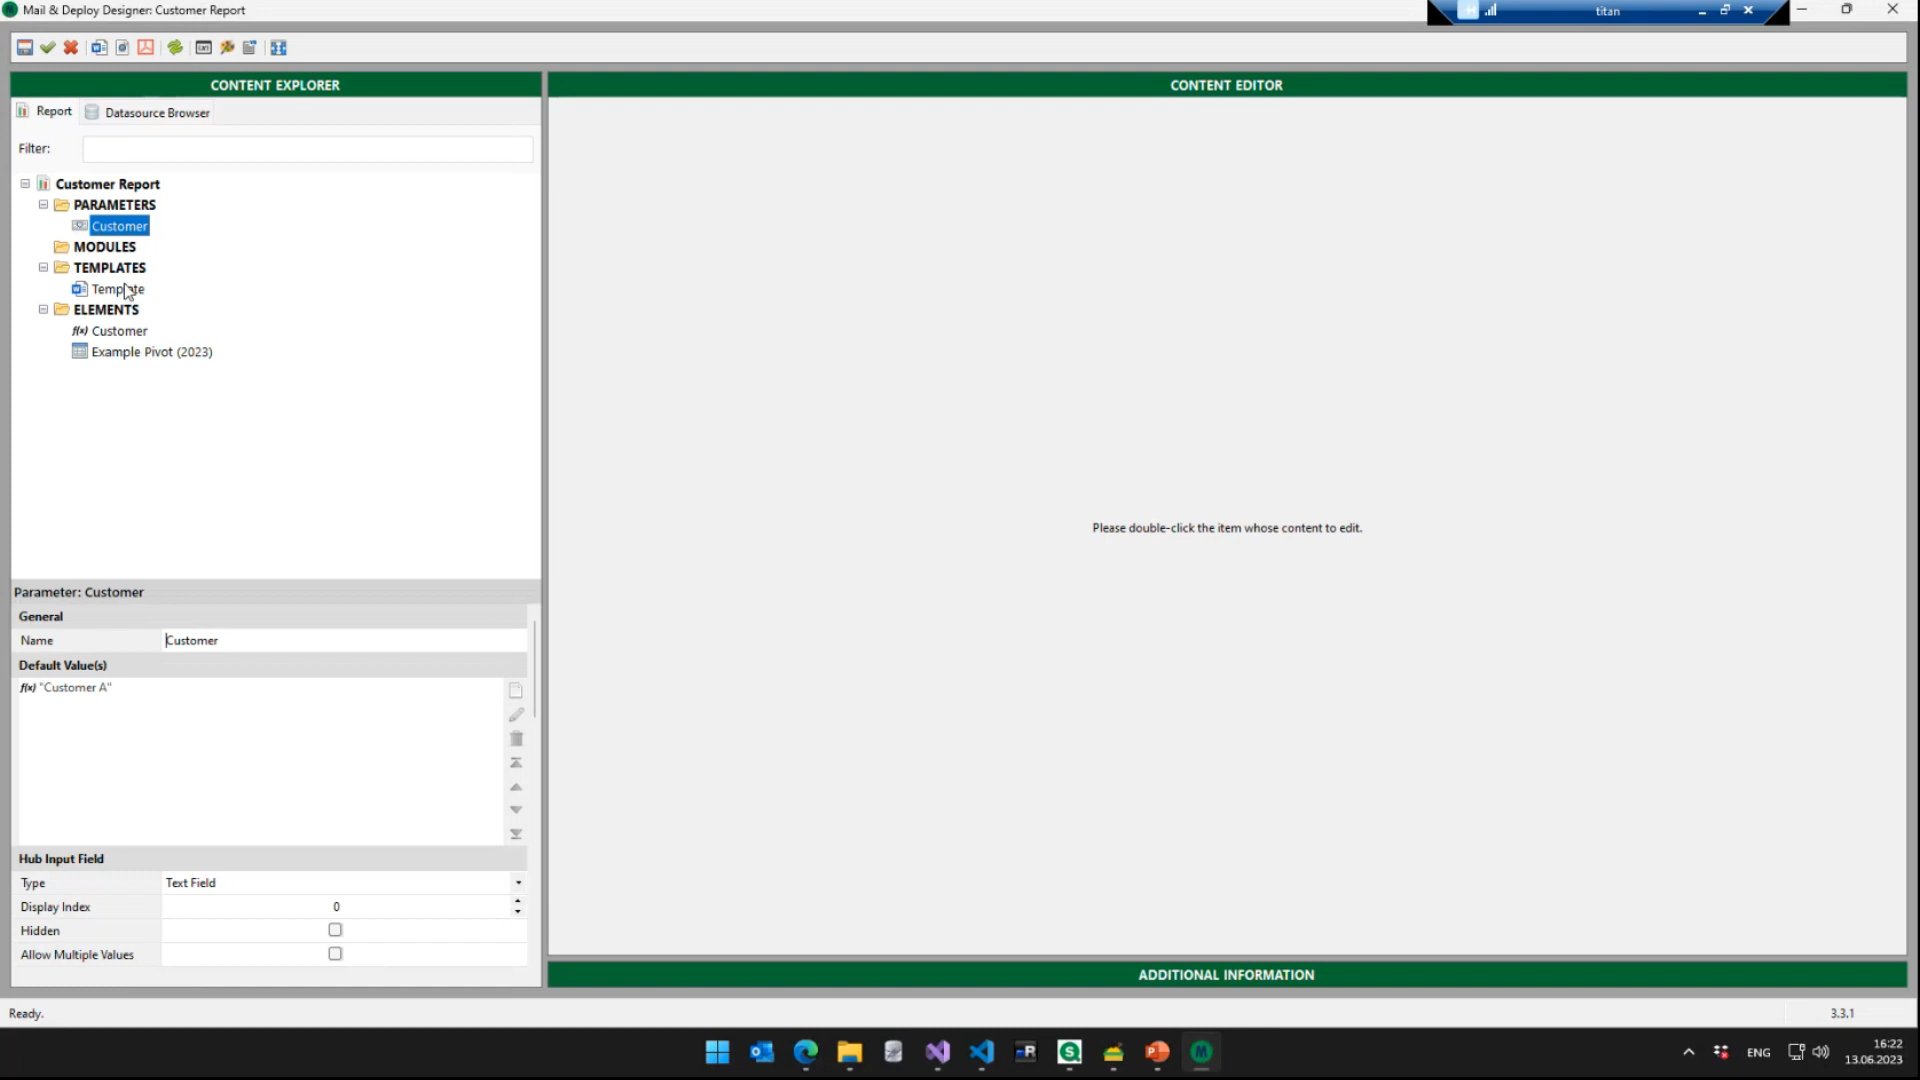 Mail & Deploy Designer: Customer Report
titan
CONTENT EXPLORER
CONTENT EDITOR
Report
Datasource Browser
Filter:
Customer Report
PARAMETERS
Customer
MODULES
TEMPLATES
Template
ELEMENTS
f(x) Customer
Example Pivot (2023)
Please double-click the item whose content to edit.
Parameter: Customer
General
Name
Customer
Default Value(s)
f(x) "Customer A"
Hub Input Field
Type
Text Field
Display Index
0
Hidden
Allow Multiple Values
ADDITIONAL INFORMATION
Ready.
3.3.1
ENG
16:22
13.06.2023